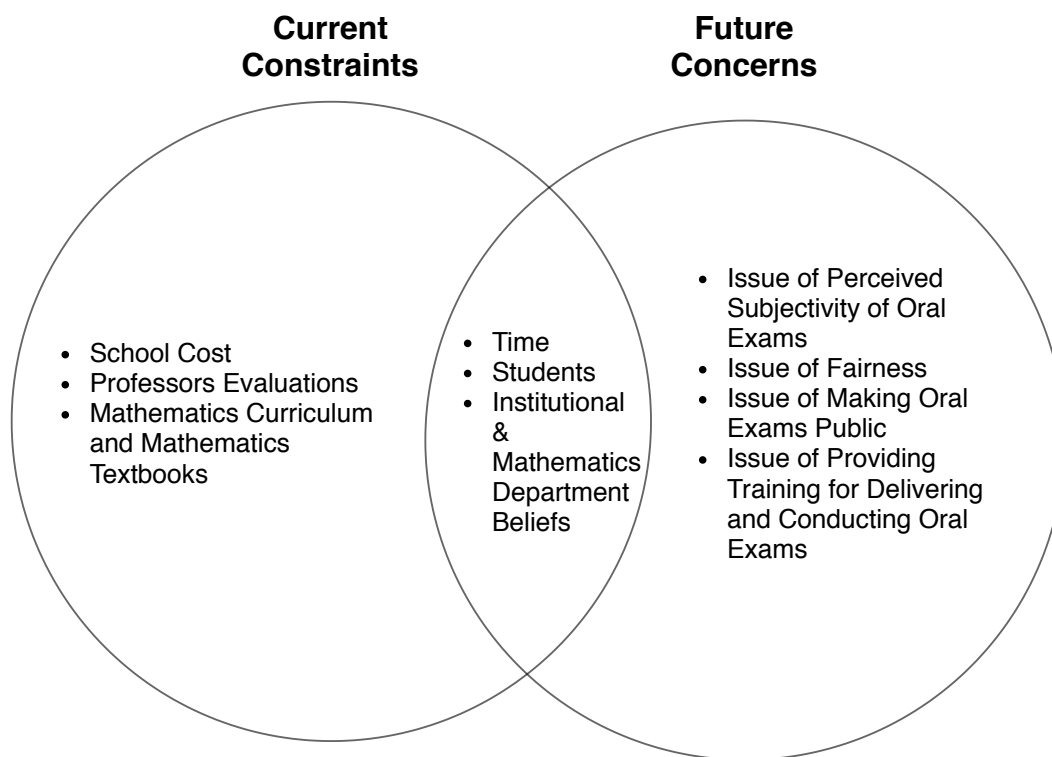 Current
Constraints
Future
Concerns
• School Cost
• Professors Evaluations
• Mathematics Curriculum
and Mathematics
Textbooks
• Time
• Students
• Institutional
&
Mathematics
Department
Beliefs
• Issue of Perceived
Subjectivity of Oral
Exams
• Issue of Fairness
• Issue of Making Oral
Exams Public
• Issue of Providing
Training for Delivering
and Conducting Oral
Exams